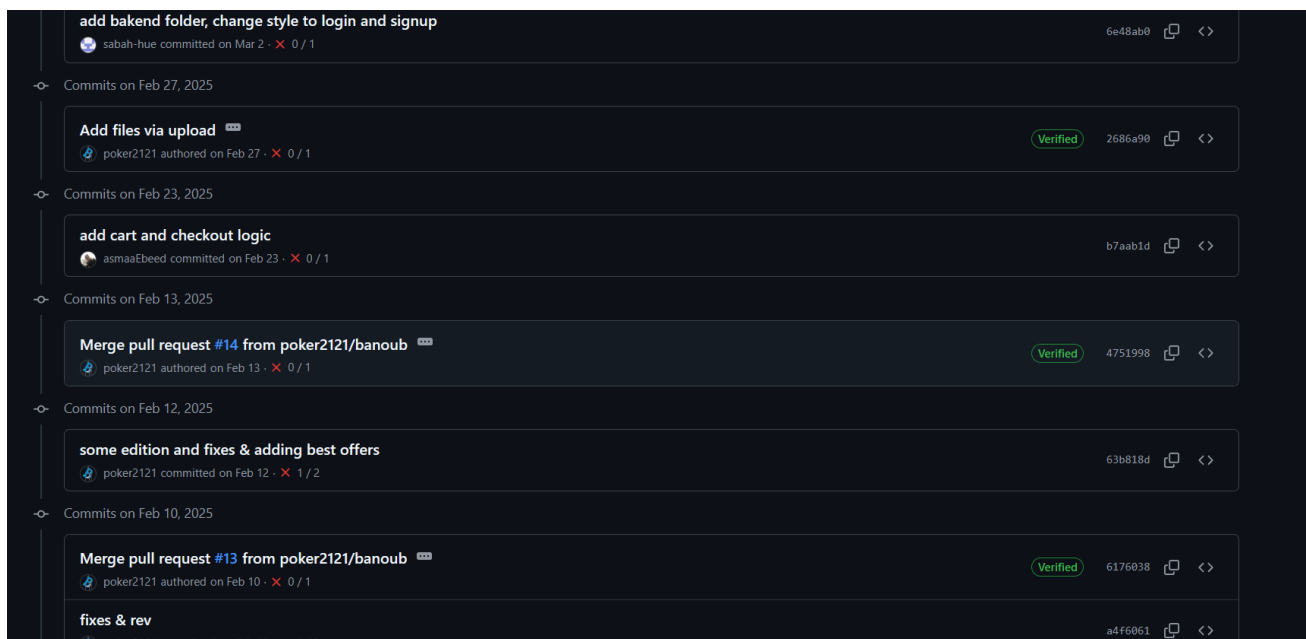 add bakend folder, change style to login and signup
sabah-hue committed on Mar 2 · ✕ 0 / 1
6e48ab0
Commits on Feb 27, 2025
Add files via upload
poker2121 authored on Feb 27 · ✕ 0 / 1
Verified 2686a90
Commits on Feb 23, 2025
add cart and checkout logic
asmaaEbeed committed on Feb 23 · ✕ 0 / 1
b7aab1d
Commits on Feb 13, 2025
Merge pull request #14 from poker2121/banoub
poker2121 authored on Feb 13 · ✕ 0 / 1
Verified 4751998
Commits on Feb 12, 2025
some edition and fixes & adding best offers
poker2121 committed on Feb 12 · ✕ 1 / 2
63b818d
Commits on Feb 10, 2025
Merge pull request #13 from poker2121/banoub
poker2121 authored on Feb 10 · ✕ 0 / 1
Verified 6176038
fixes & rev
a4f6061